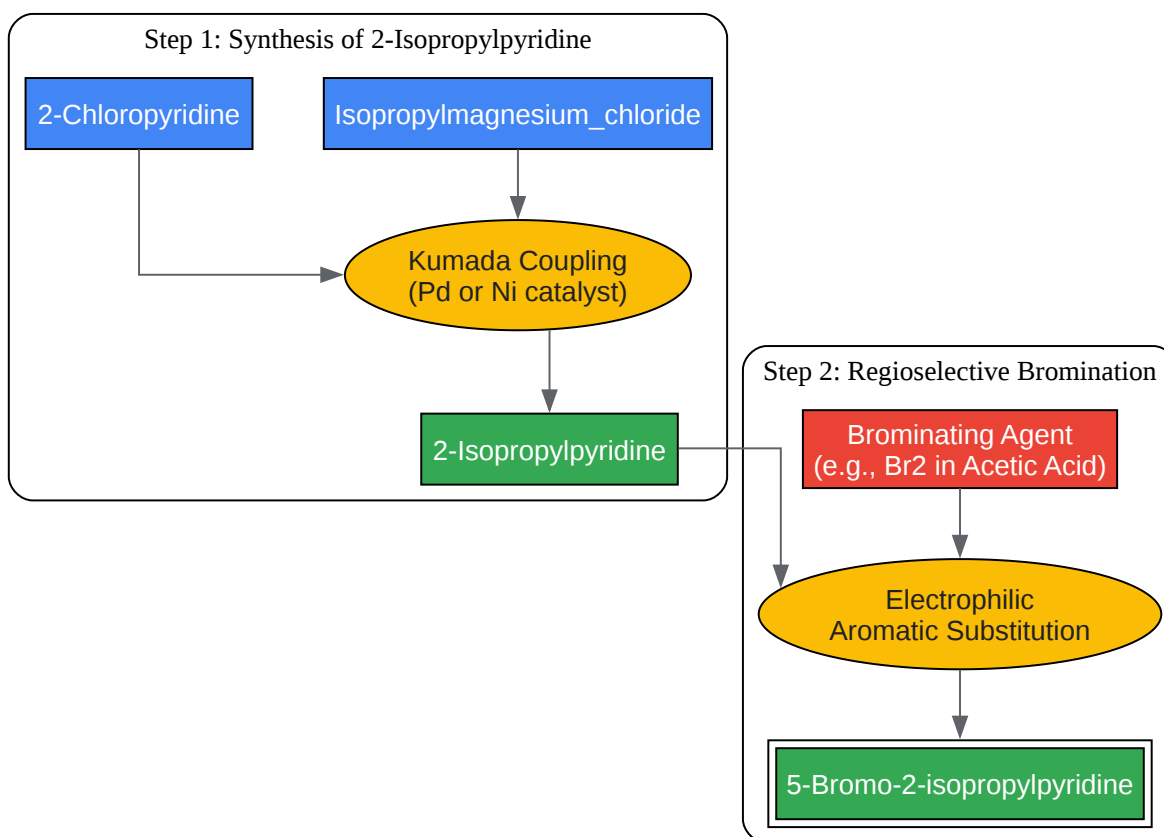 Step 1: Synthesis of 2-Isopropylpyridine
2-Chloropyridine
Isopropylmagnesium_chloride
Kumada Coupling
(Pd or Ni catalyst)
2-Isopropylpyridine
Step 2: Regioselective Bromination
Brominating Agent
(e.g., Br2 in Acetic Acid)
Electrophilic
Aromatic Substitution
5-Bromo-2-isopropylpyridine